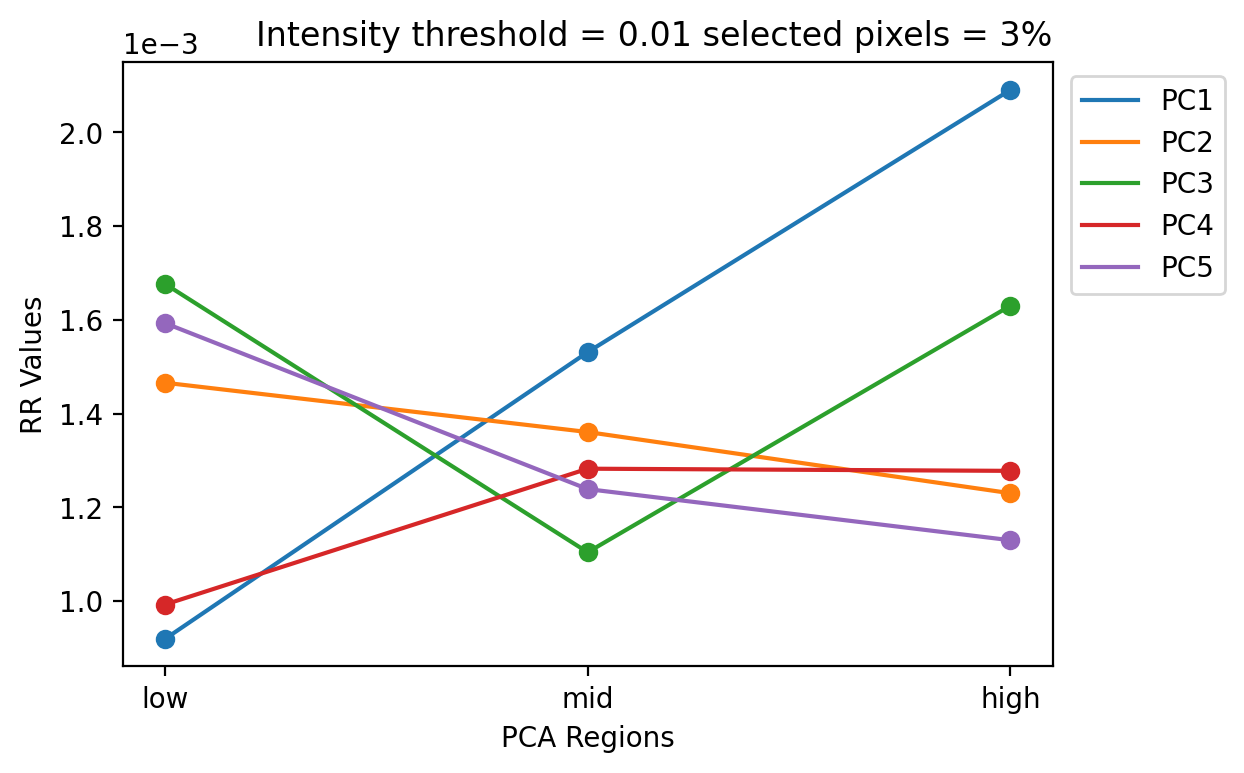 Intensity threshold = 0.01 selected pixels = 3%
1e−3
2.0
1.8
1.6
1.4
1.2
1.0
RR Values
low mid high
PCA Regions
PC1
PC2
PC3
PC4
PC5